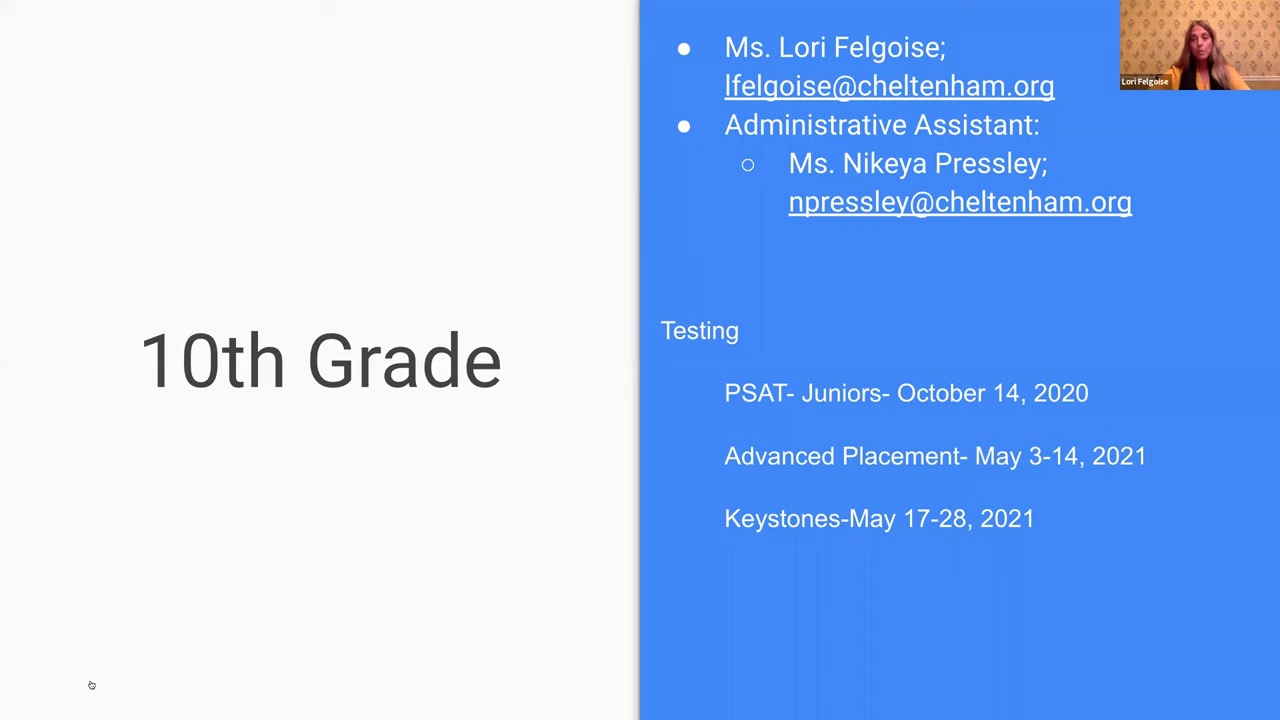 10th Grade
● Ms. Lori Felgoise;
lfelgoise@cheltenham.org
● Administrative Assistant:
○ Ms. Nikeya Pressley;
npressley@cheltenham.org
Testing
PSAT- Juniors- October 14, 2020
Advanced Placement- May 3-14, 2021
Keystones-May 17-28, 2021
Lori Felgoise